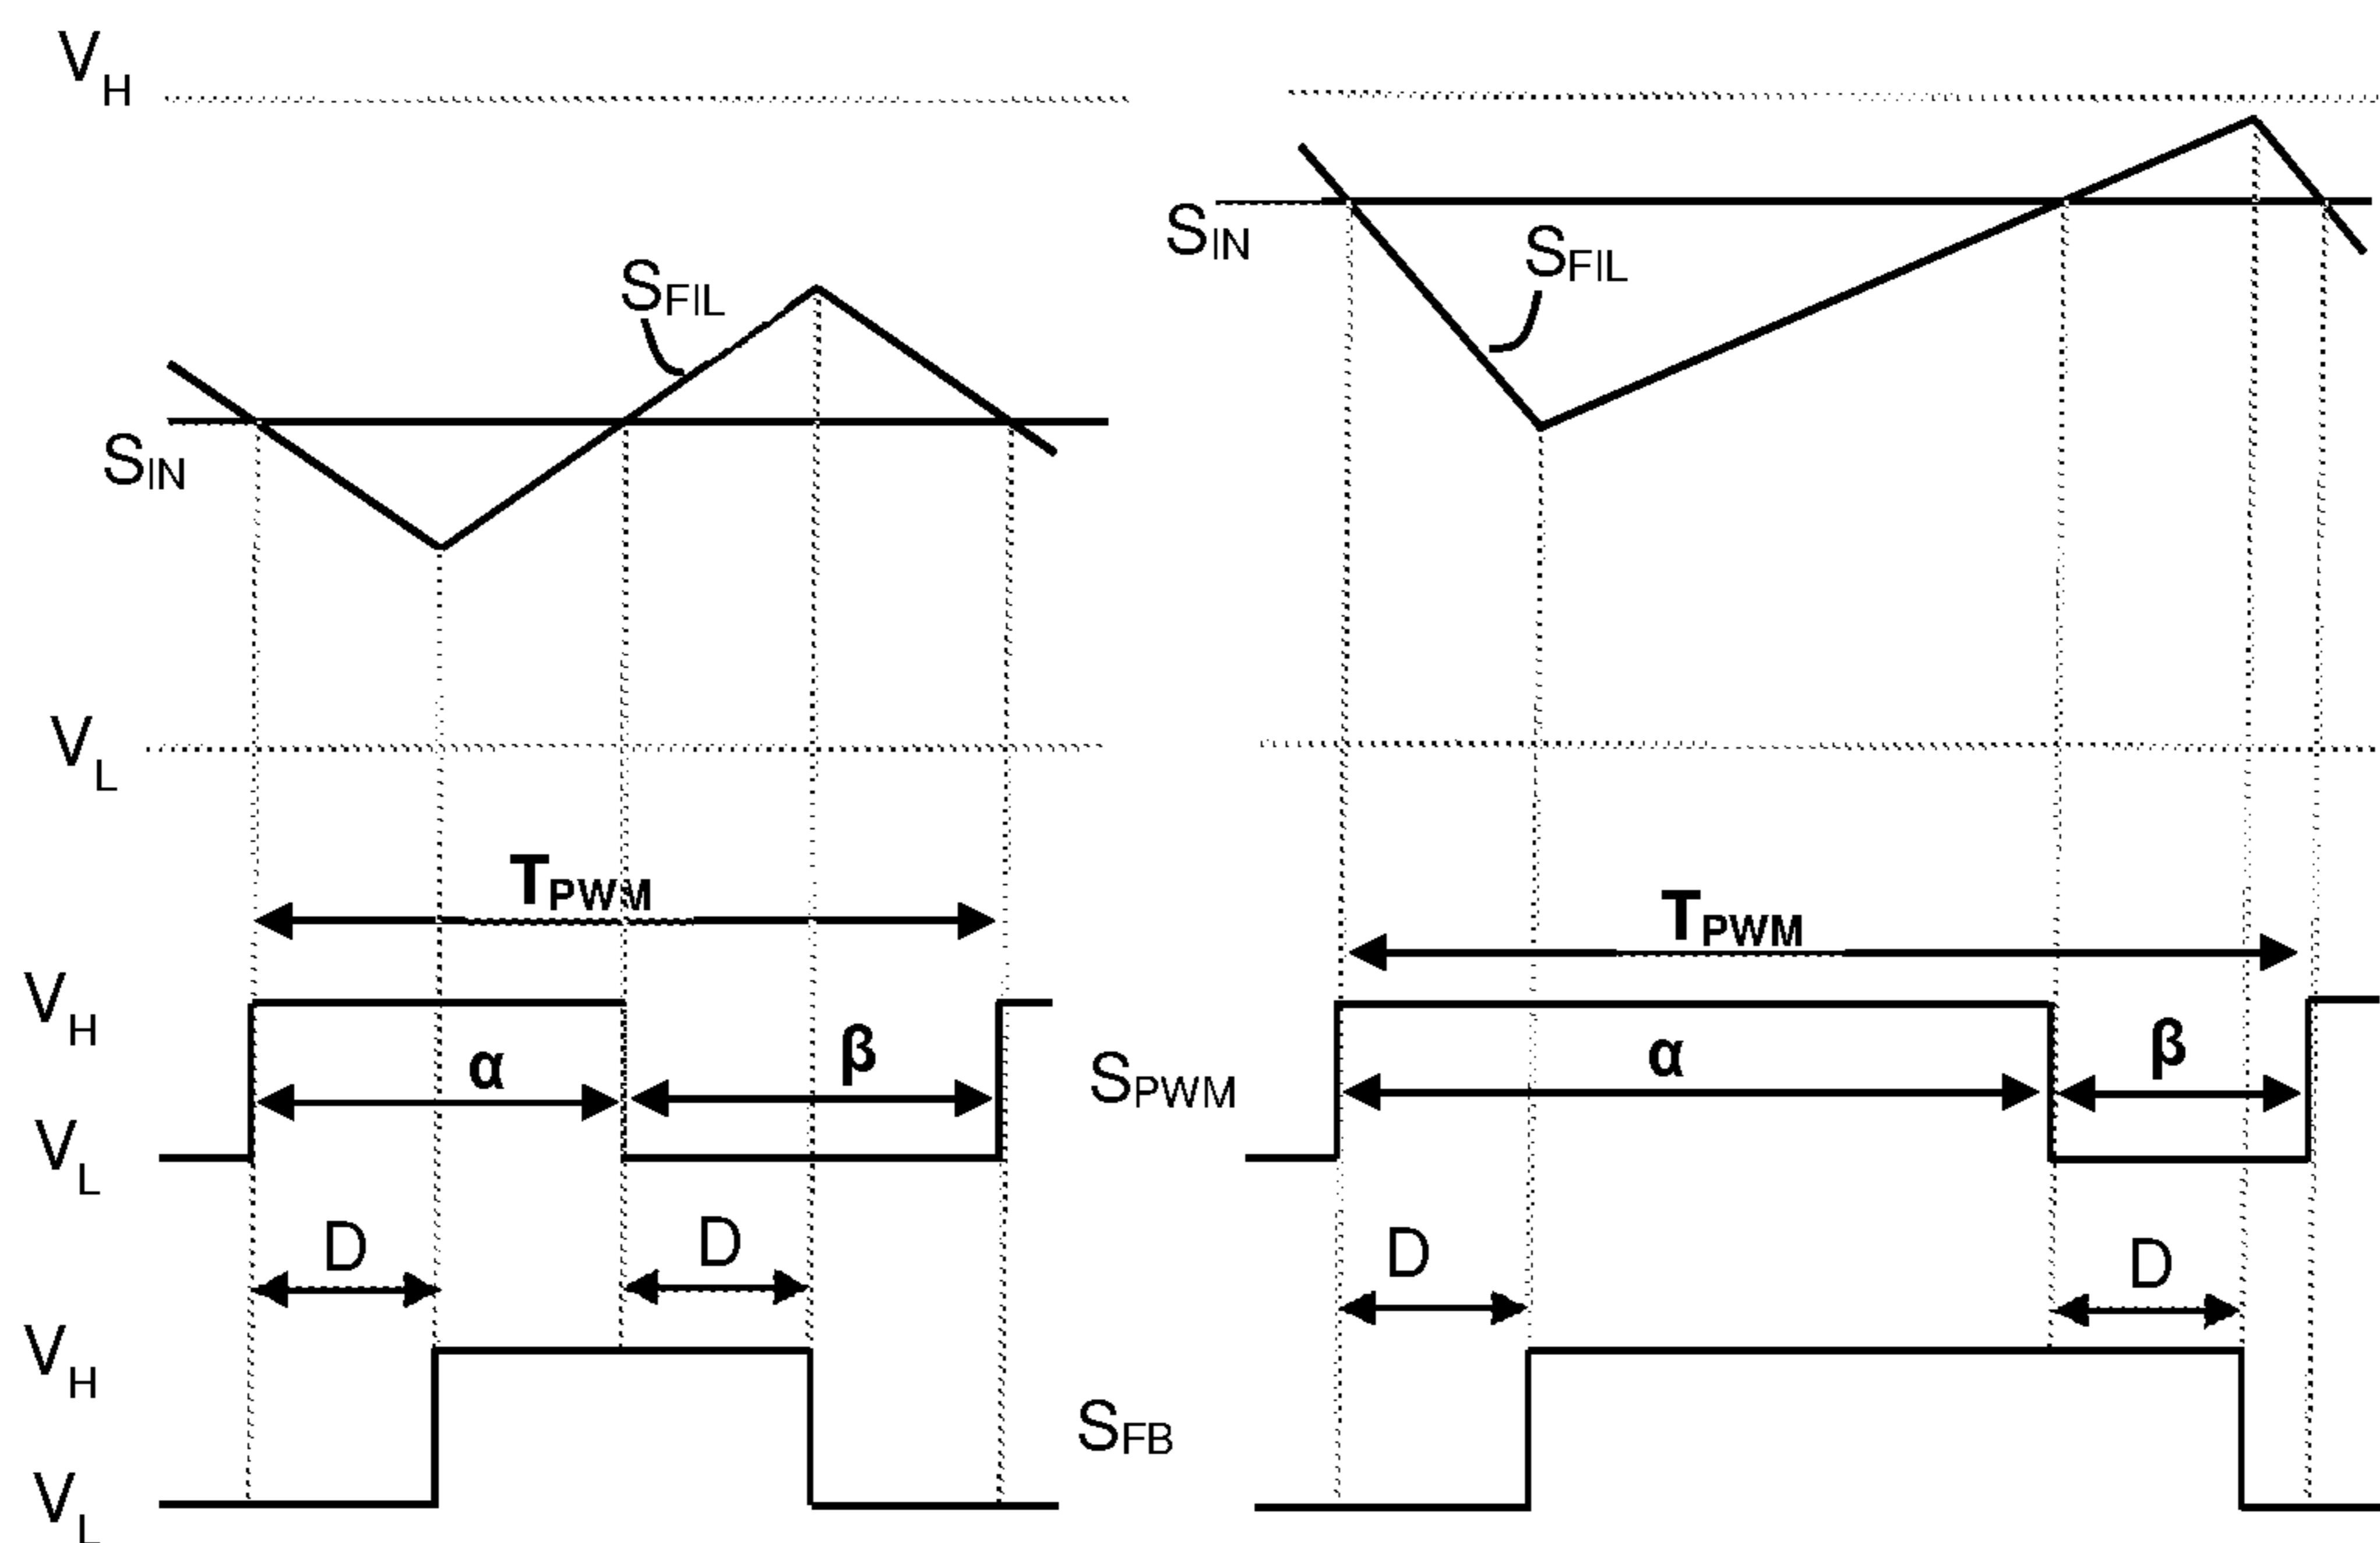 VH
SIN
SFIL
SFIL
SIN
VL
TPWM
TPWM
VH
α
β
SPWM
α
β
VL
D
D
D
D
VH
SFB
VL